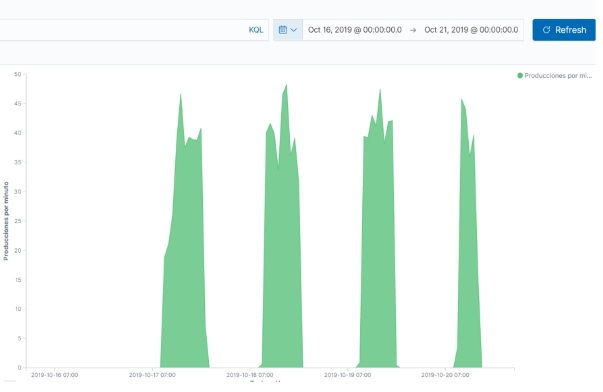 KQL
Oct 16, 2019 @ 00:00:00.0 → Oct 21, 2019 @ 00:00:00.0
Refresh
Producciones por mi...
50
45
40
35
30
25
20
15
10
5
0
Producciones por minuto
2019-10-16 07:00 2019-10-17 07:00 2019-10-18 07:00 2019-10-19 07:00 2019-10-20 07:00